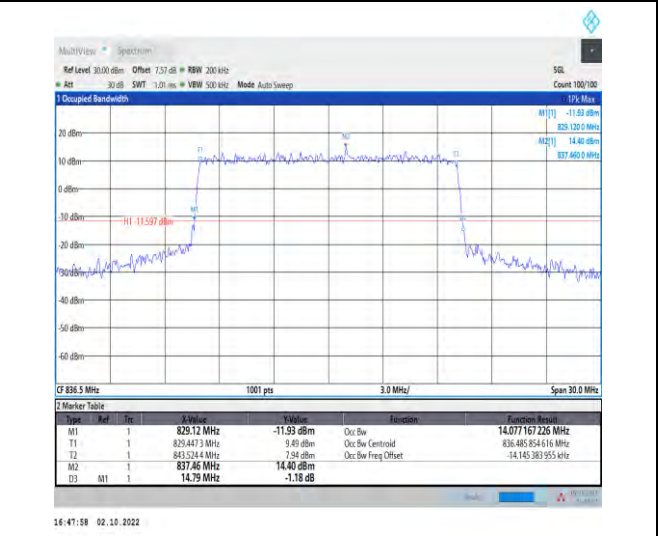 MultiView Spectrum
Ref Level 30.00 dBm Offset 7.57 dB RBW 200 kHz SGL
Att 30 dB SWT 1.01 ms VBW 500 kHz Mode Auto Sweep Count 100/100
1 Occupied Bandwidth 1Pk Max
M1[1] -11.93 dBm
829.120 0 MHz
M2[1] 14.40 dBm
837.460 0 MHz
20 dBm
M2
T1
T2
10 dBm
0 dBm
M1
-10 dBm
H1 -11.597 dBm
-20 dBm
-30 dBm
-40 dBm
-50 dBm
-60 dBm
CF 836.5 MHz 1001 pts 3.0 MHz/ Span 30.0 MHz
2 Marker Table
Type Ref Trc X-Value Y-Value Function Function Result
M1 1 829.12 MHz -11.93 dBm Occ Bw 14.077 167 226 MHz
T1 1 829.447 3 MHz 9.49 dBm Occ Bw Centroid 836.485 854 616 MHz
T2 1 843.524 4 MHz 7.94 dBm Occ Bw Freq Offset -14.145 383 955 kHz
M2 1 837.46 MHz 14.40 dBm
D3 M1 1 14.79 MHz -1.18 dB
16:47:58 02.10.2022